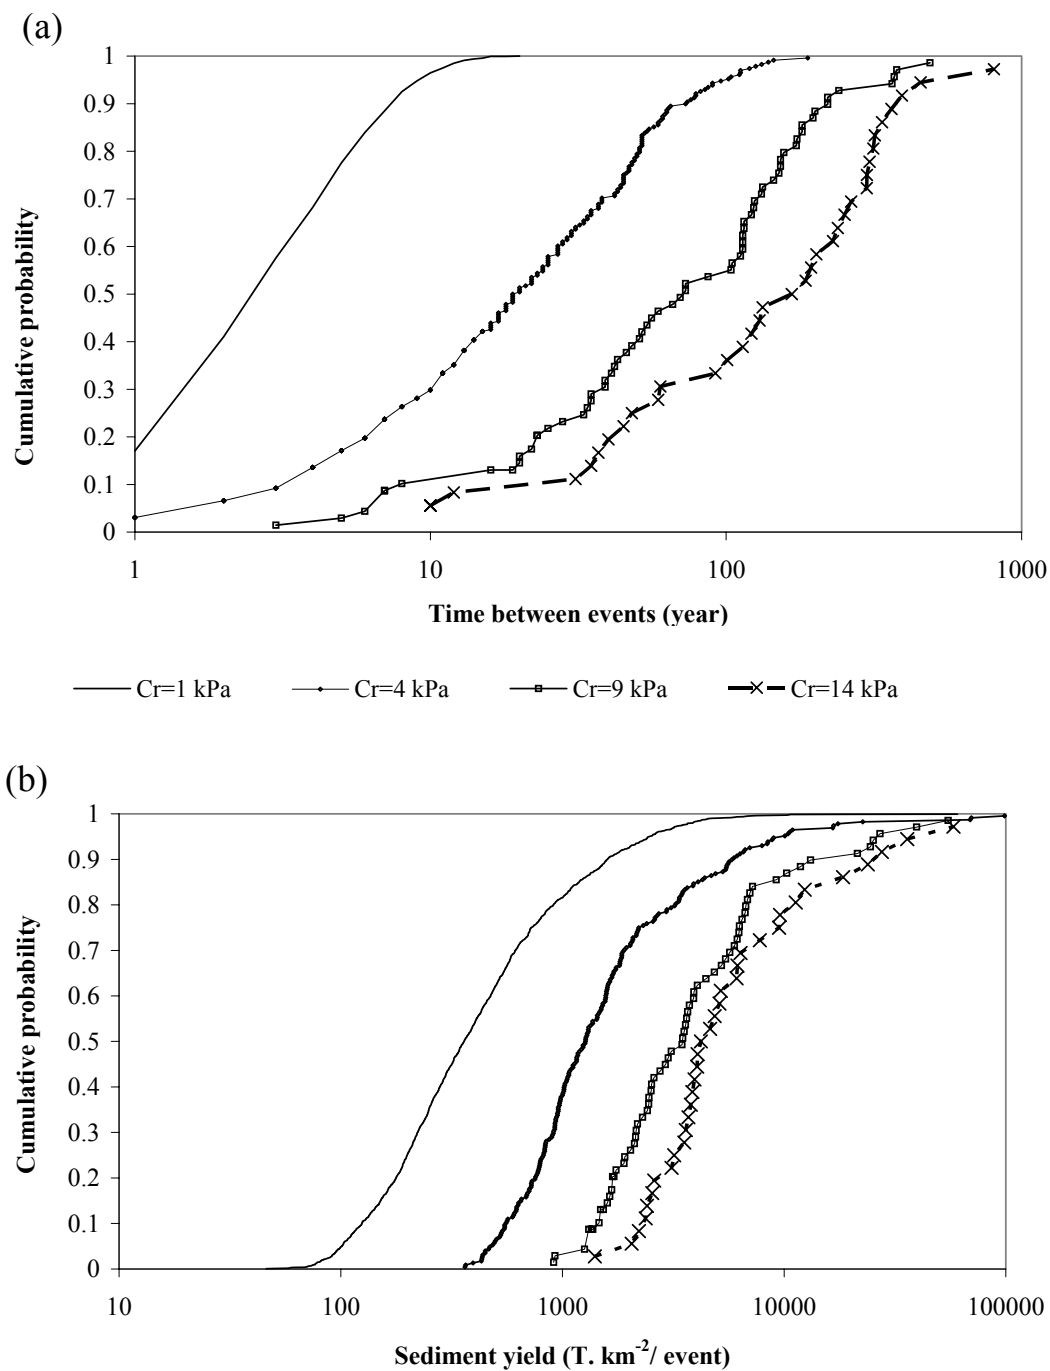 (a)
1
0.9
0.8
0.7
0.6
0.5
0.4
0.3
0.2
0.1
0
Cumulative probability
1 10 100 1000
Time between events (year)
Cr=1 kPa Cr=4 kPa Cr=9 kPa Cr=14 kPa
(b)
1
0.9
0.8
0.7
0.6
0.5
0.4
0.3
0.2
0.1
0
Cumulative probability
10 100 1000 10000 100000
Sediment yield (T. km⁻²/ event)